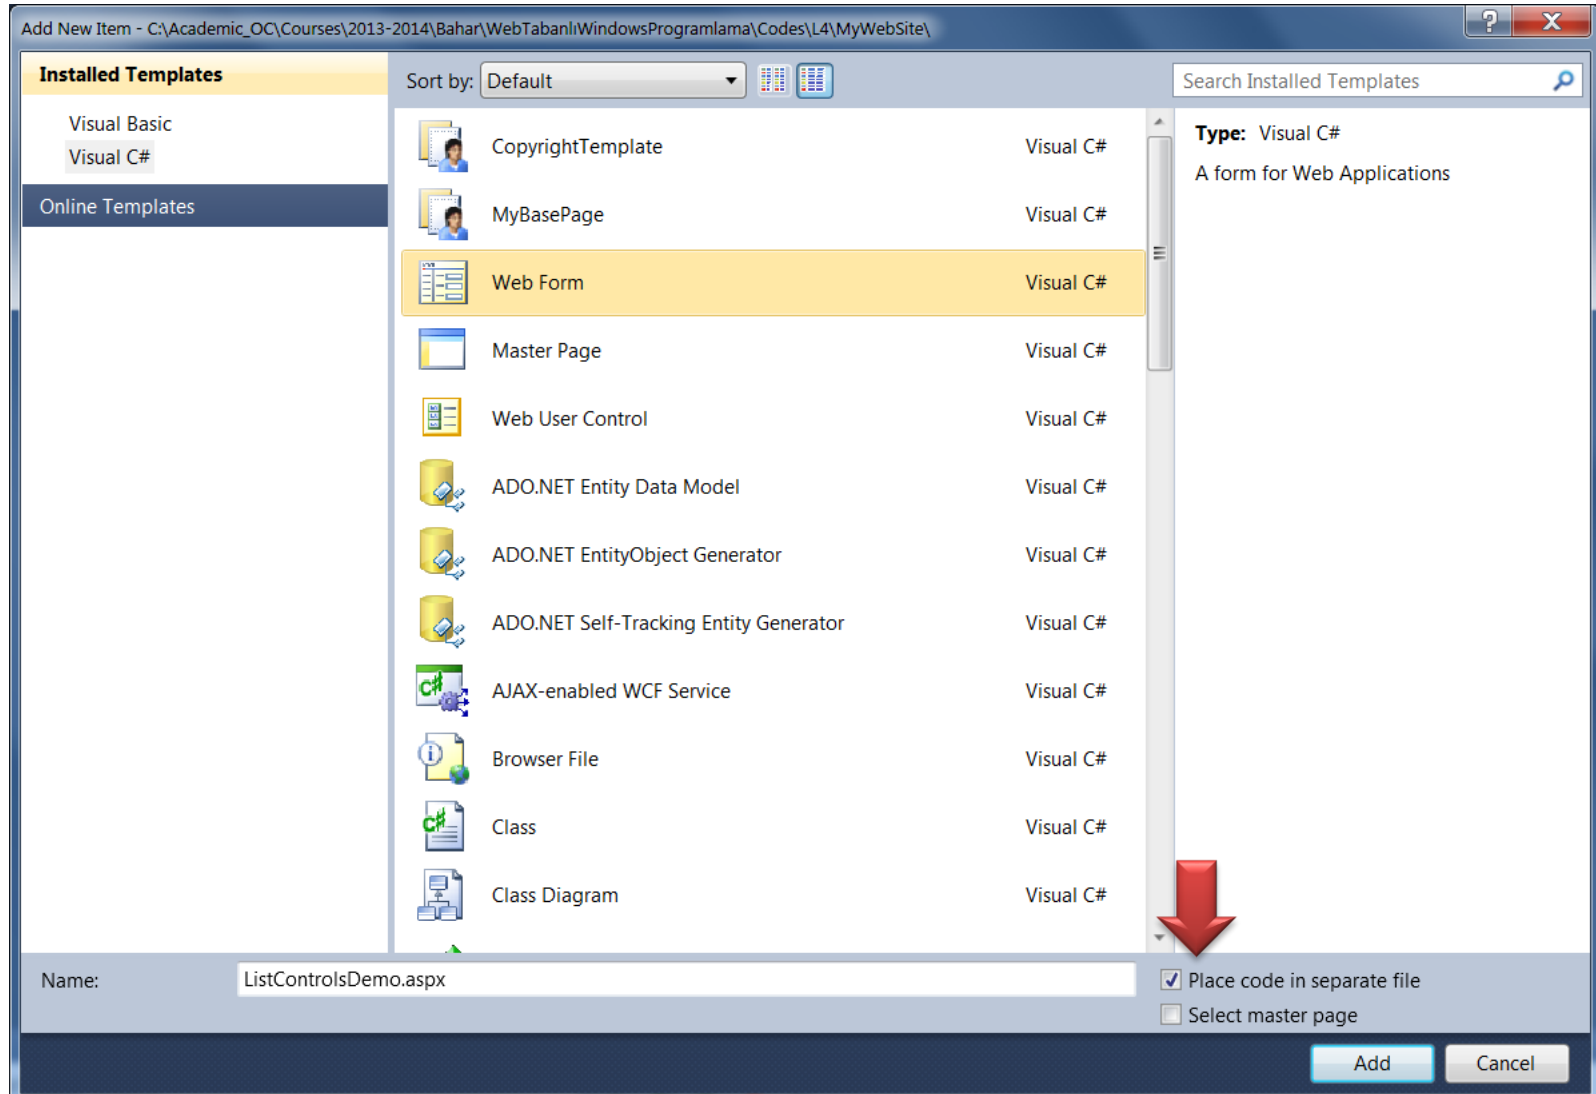 Add New Item - C:\Academic_OC\Courses\2013-2014\Bahar\WebTabanlıWindowsProgramlama\Codes\L4\MyWebSite\
Installed Templates
Visual Basic
Visual C#
Online Templates
Sort by: Default
Search Installed Templates
CopyrightTemplate Visual C#
MyBasePage Visual C#
Web Form Visual C#
Master Page Visual C#
Web User Control Visual C#
ADO.NET Entity Data Model Visual C#
ADO.NET EntityObject Generator Visual C#
ADO.NET Self-Tracking Entity Generator Visual C#
AJAX-enabled WCF Service Visual C#
Browser File Visual C#
Class Visual C#
Class Diagram Visual C#
Type: Visual C#
A form for Web Applications
Name: ListControlsDemo.aspx
Place code in separate file
Select master page
Add Cancel